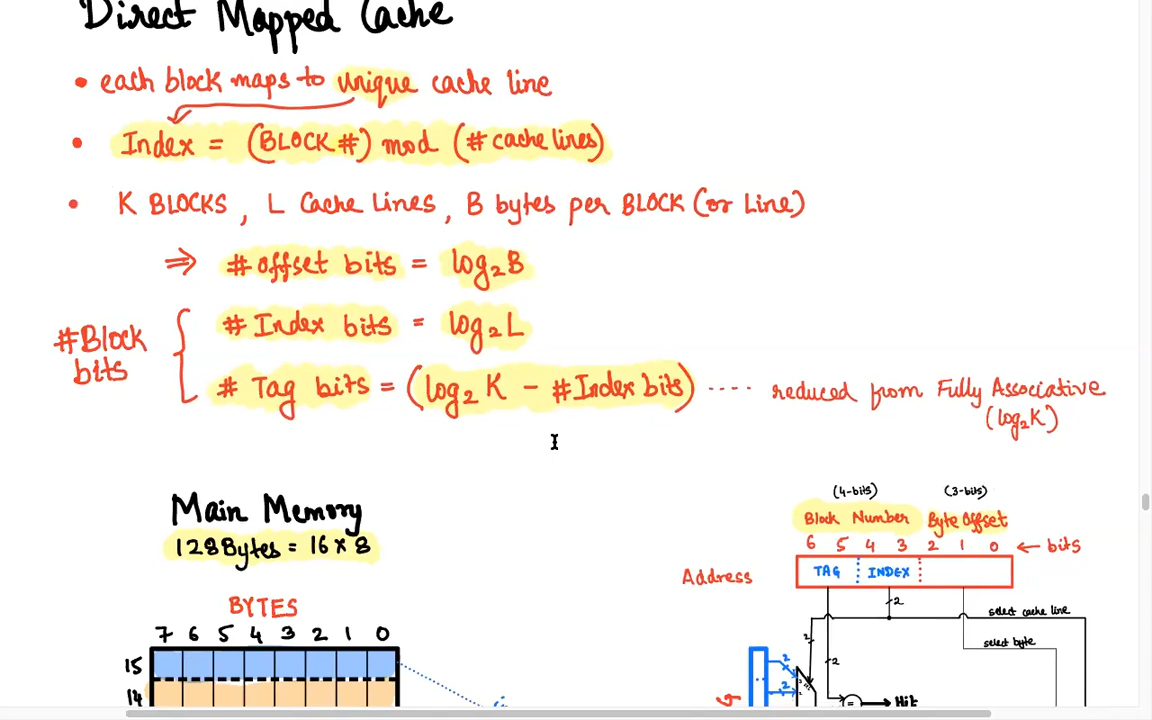 Direct Mapped Cache
• each block maps to unique cache line
• Index = (BLOCK #) mod (# cache lines)
• K BLOCKS, L Cache Lines, B bytes per BLOCK (or Line)
⇒ #offset bits = log₂B
#Block bits
# Index bits = log₂L
# Tag bits = (log₂K - #Index bits) ···· reduced from Fully Associative
(log₂K)
Main Memory
128Bytes = 16 × 8
BYTES
7 6 5 4 3 2 1 0
15
14
(4-bits) (3-bits)
Block Number Byte Offset
6 5 4 3 2 1 0 ← bits
Address TAG INDEX
2
select cache line
select byte
2
2
2
2
= Hit